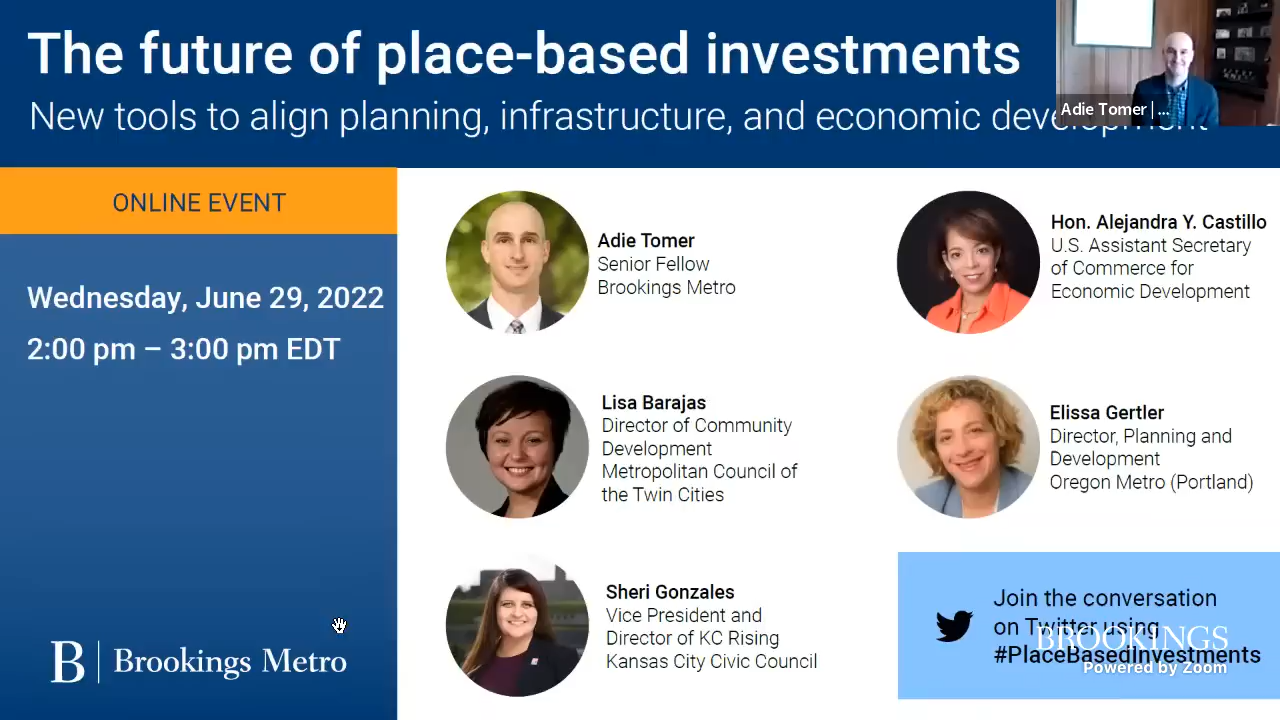 The future of place-based investments
New tools to align planning, infrastructure, and economic development
Adie Tomer | ...
ONLINE EVENT
Wednesday, June 29, 2022
2:00 pm – 3:00 pm EDT
B | Brookings Metro
Adie Tomer
Senior Fellow
Brookings Metro
Hon. Alejandra Y. Castillo
U.S. Assistant Secretary
of Commerce for
Economic Development
Lisa Barajas
Director of Community
Development
Metropolitan Council of
the Twin Cities
Elissa Gertler
Director, Planning and
Development
Oregon Metro (Portland)
Sheri Gonzales
Vice President and
Director of KC Rising
Kansas City Civic Council
Join the conversation
on Twitter using
#PlaceBasedInvestments
BROOKINGS
Powered by Zoom